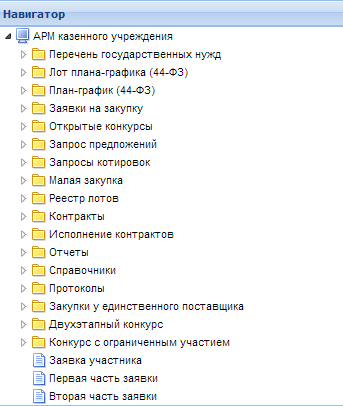 Навигатор
АРМ казенного учреждения
Перечень государственных нужд
Лот плана-графика (44-ФЗ)
План-график (44-ФЗ)
Заявки на закупку
Открытые конкурсы
Запрос предложений
Запросы котировок
Малая закупка
Реестр лотов
Контракты
Исполнение контрактов
Отчеты
Справочники
Протоколы
Закупки у единственного поставщика
Двухэтапный конкурс
Конкурс с ограниченным участием
Заявка участника
Первая часть заявки
Вторая часть заявки